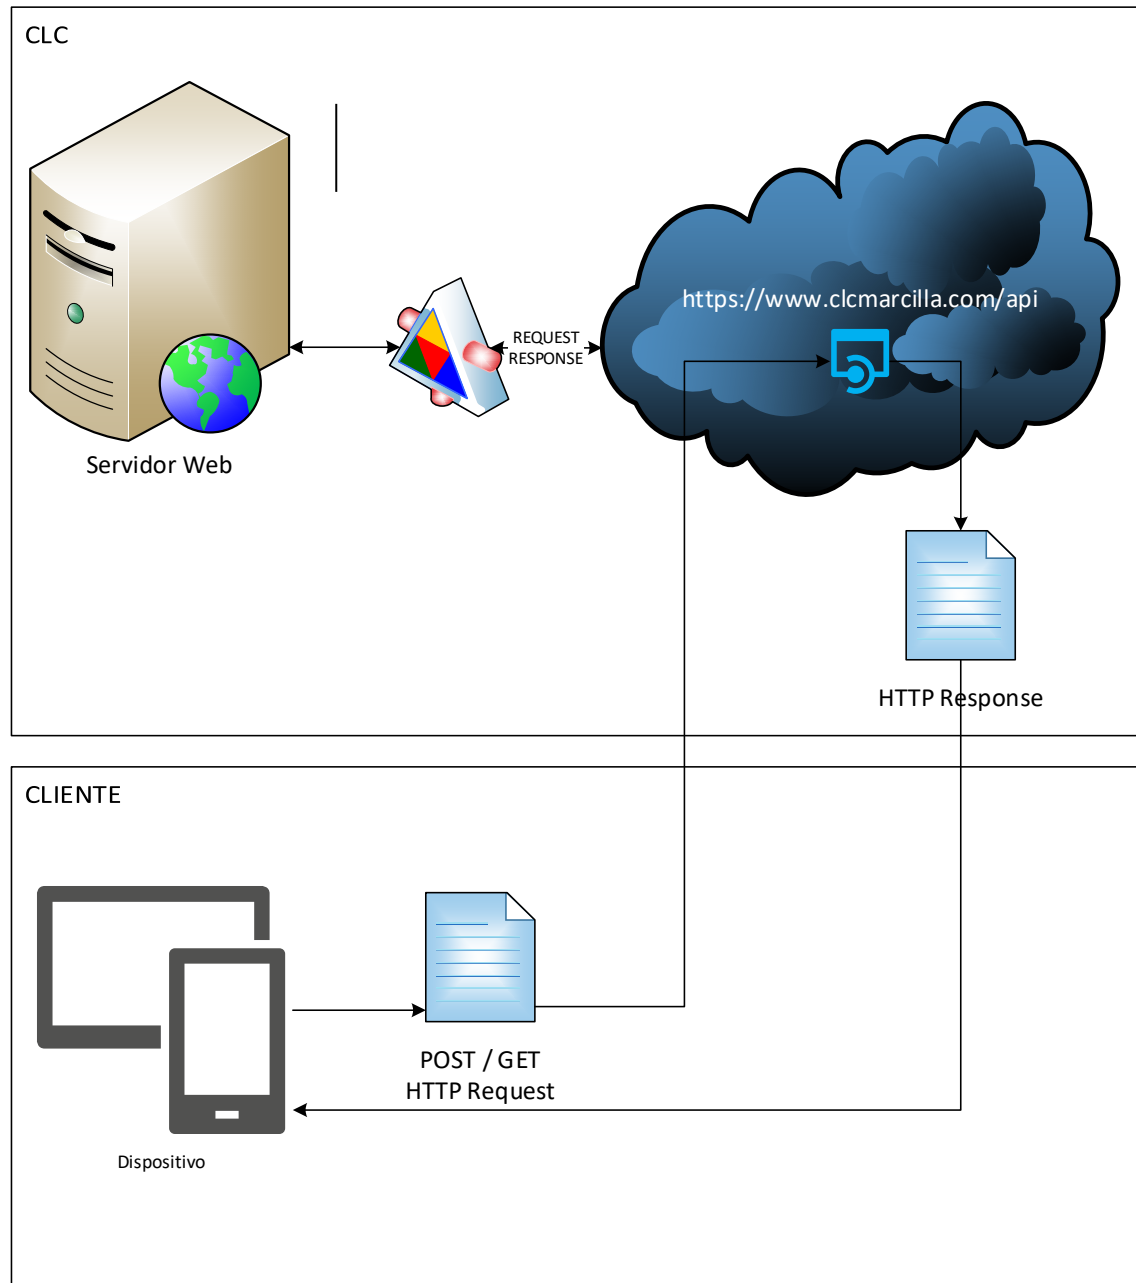 CLC
https://www.clcmarcilla.com/api
REQUEST
RESPONSE
Servidor Web
HTTP Response
CLIENTE
POST / GET
HTTP Request
Dispositivo